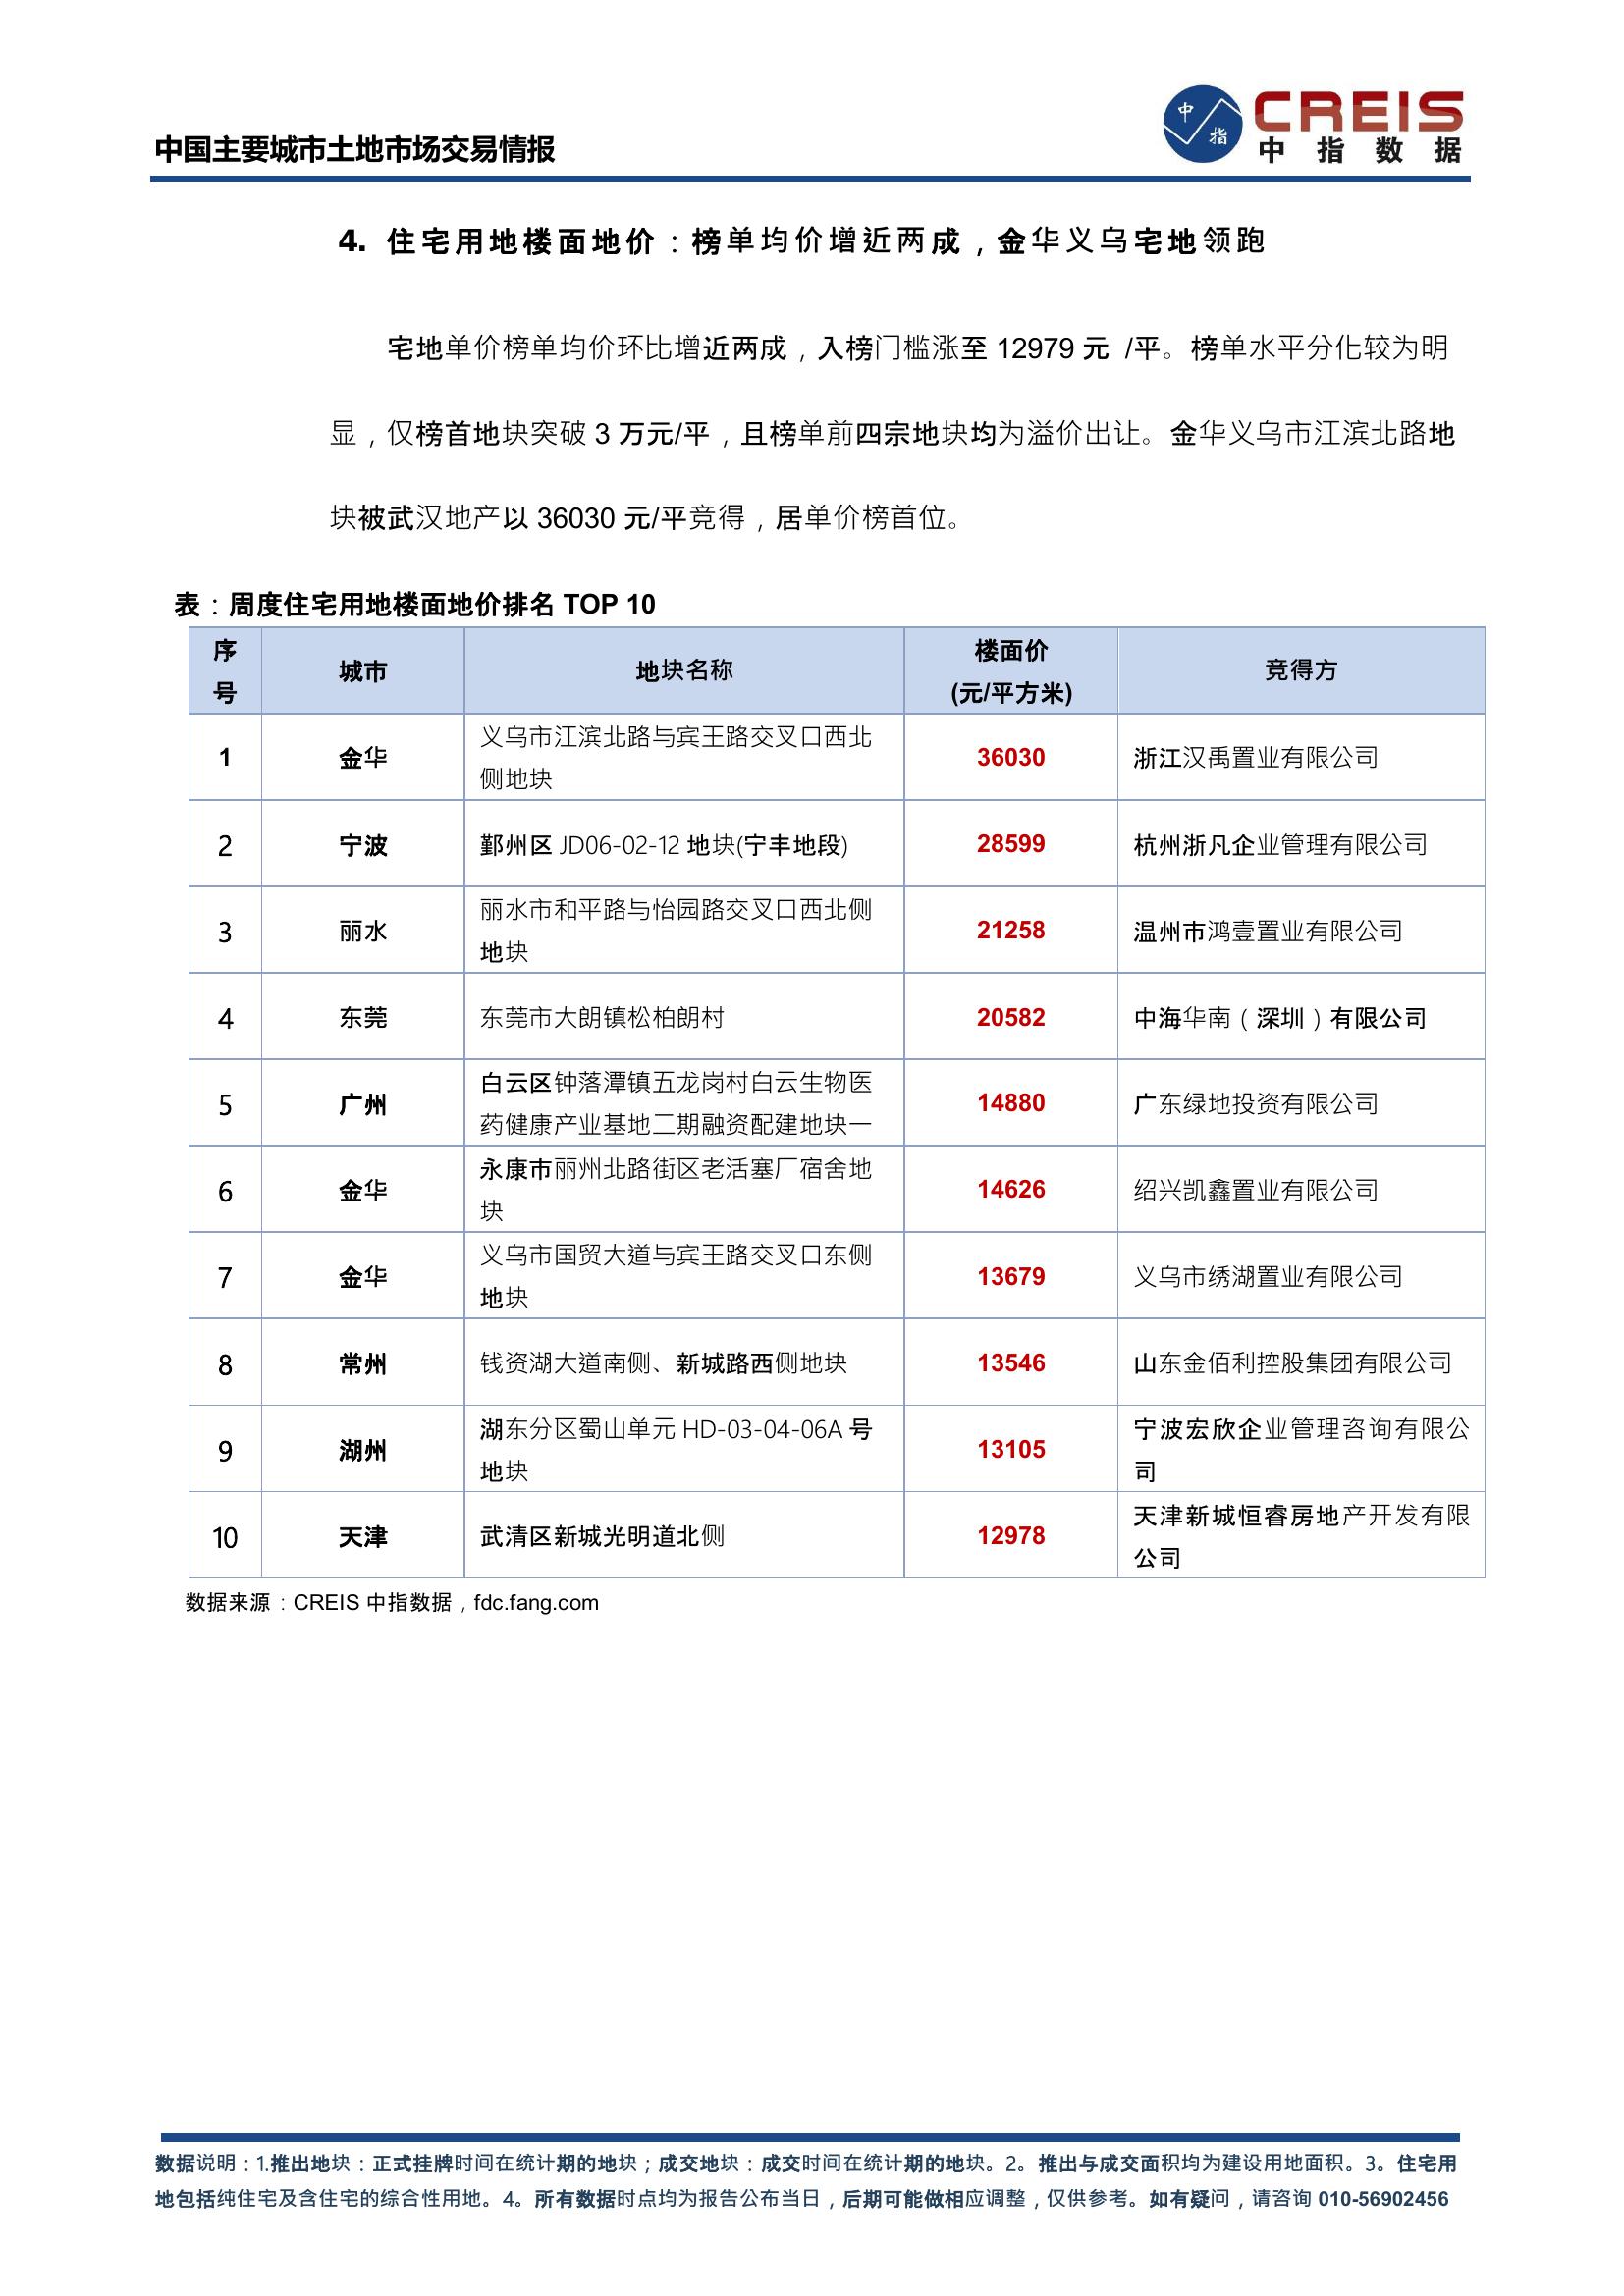 中国主要城市土地市场交易情报
中 指
CREIS
中指数据
4. 住宅用地楼面地价：榜单均价增近两成，金华义乌宅地领跑
宅地单价榜单均价环比增近两成，入榜门槛涨至 12979 元 /平。榜单水平分化较为明
显，仅榜首地块突破 3 万元/平，且榜单前四宗地块均为溢价出让。金华义乌市江滨北路地
块被武汉地产以 36030 元/平竞得，居单价榜首位。
表：周度住宅用地楼面地价排名 TOP 10
序
号
城市
地块名称
楼面价
(元/平方米)
竞得方
1
金华
义乌市江滨北路与宾王路交叉口西北
侧地块
36030
浙江汉禹置业有限公司
2
宁波
鄞州区 JD06-02-12 地块(宁丰地段)
28599
杭州浙凡企业管理有限公司
3
丽水
丽水市和平路与怡园路交叉口西北侧
地块
21258
温州市鸿壹置业有限公司
4
东莞
东莞市大朗镇松柏朗村
20582
中海华南（深圳）有限公司
5
广州
白云区钟落潭镇五龙岗村白云生物医
药健康产业基地二期融资配建地块一
14880
广东绿地投资有限公司
6
金华
永康市丽州北路街区老活塞厂宿舍地
块
14626
绍兴凯鑫置业有限公司
7
金华
义乌市国贸大道与宾王路交叉口东侧
地块
13679
义乌市绣湖置业有限公司
8
常州
钱资湖大道南侧、新城路西侧地块
13546
山东金佰利控股集团有限公司
9
湖州
湖东分区蜀山单元 HD-03-04-06A 号
地块
13105
宁波宏欣企业管理咨询有限公
司
10
天津
武清区新城光明道北侧
12978
天津新城恒睿房地产开发有限
公司
数据来源：CREIS 中指数据，fdc.fang.com
数据说明：1.推出地块：正式挂牌时间在统计期的地块；成交地块：成交时间在统计期的地块。2。推出与成交面积均为建设用地面积。3。住宅用
地包括纯住宅及含住宅的综合性用地。4。所有数据时点均为报告公布当日，后期可能做相应调整，仅供参考。如有疑问，请咨询 010-56902456